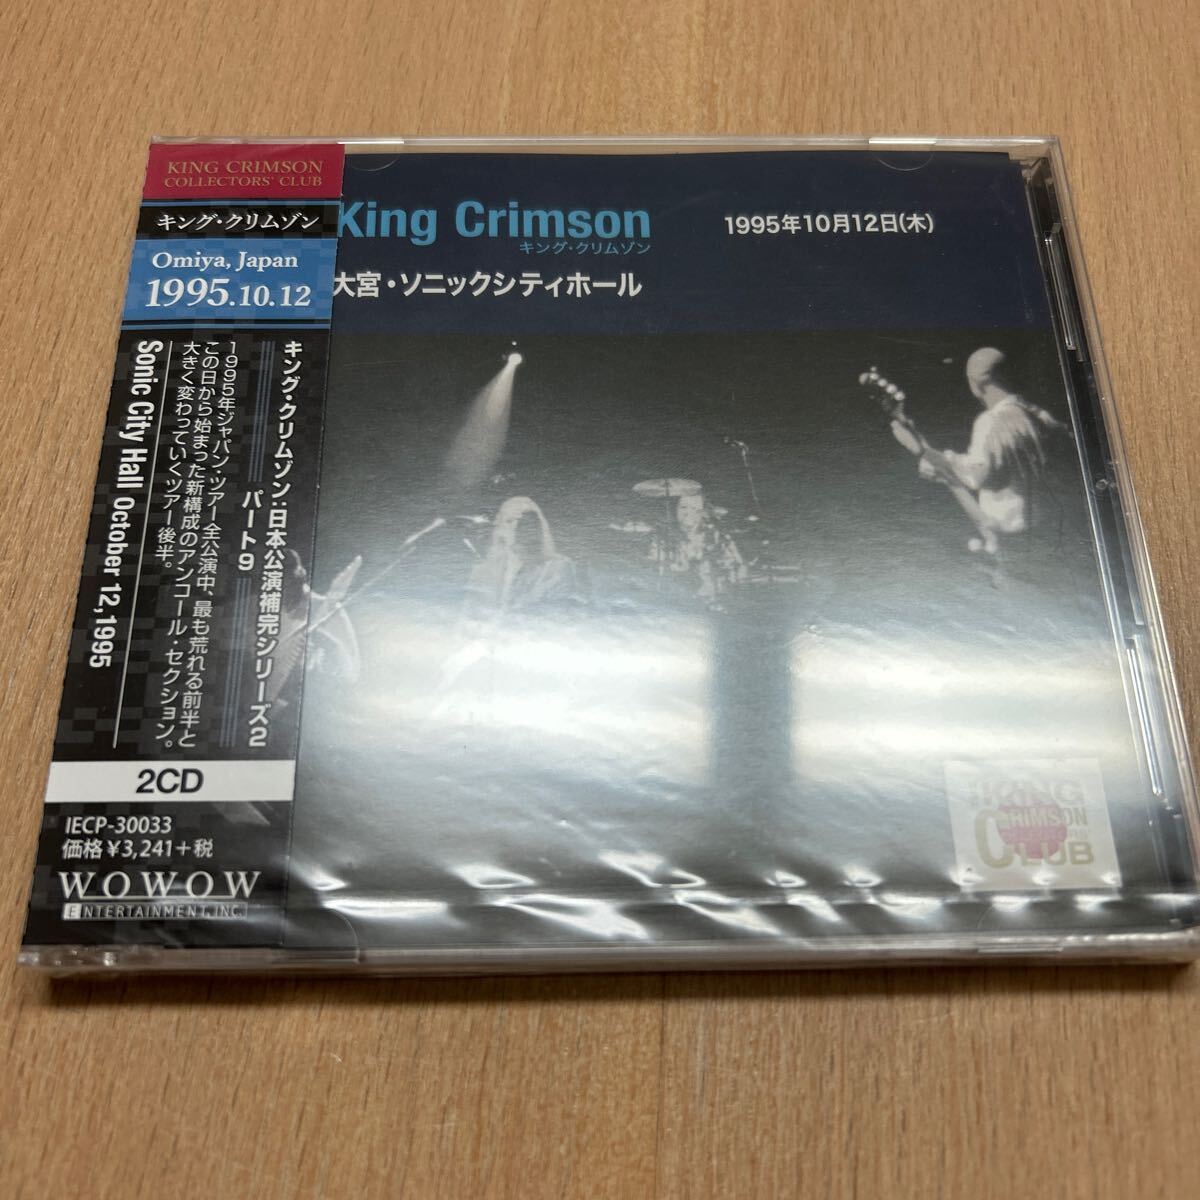 KING CRIMSON
COLLECTORS' CLUB
キング・クリムゾン
Omiya, Japan
1995.10.12
キング・クリムゾン:日本公演補完シリーズ2
パート9
1995年ジャパン・ツアー全公演中、最も荒れる前半と
この日から始まった新構成のアンコール・セクション。
大きく変わっていくツアー後半。
Sonic City Hall October 12,1995
2CD
IECP-30033
価格¥3,241+税
WOWOW
ENTERTAINMENT, INC.
King Crimson
キング・クリムゾン
1995年10月12日(木)
大宮・ソニックシティホール
KING
CRIMSON
CLUB